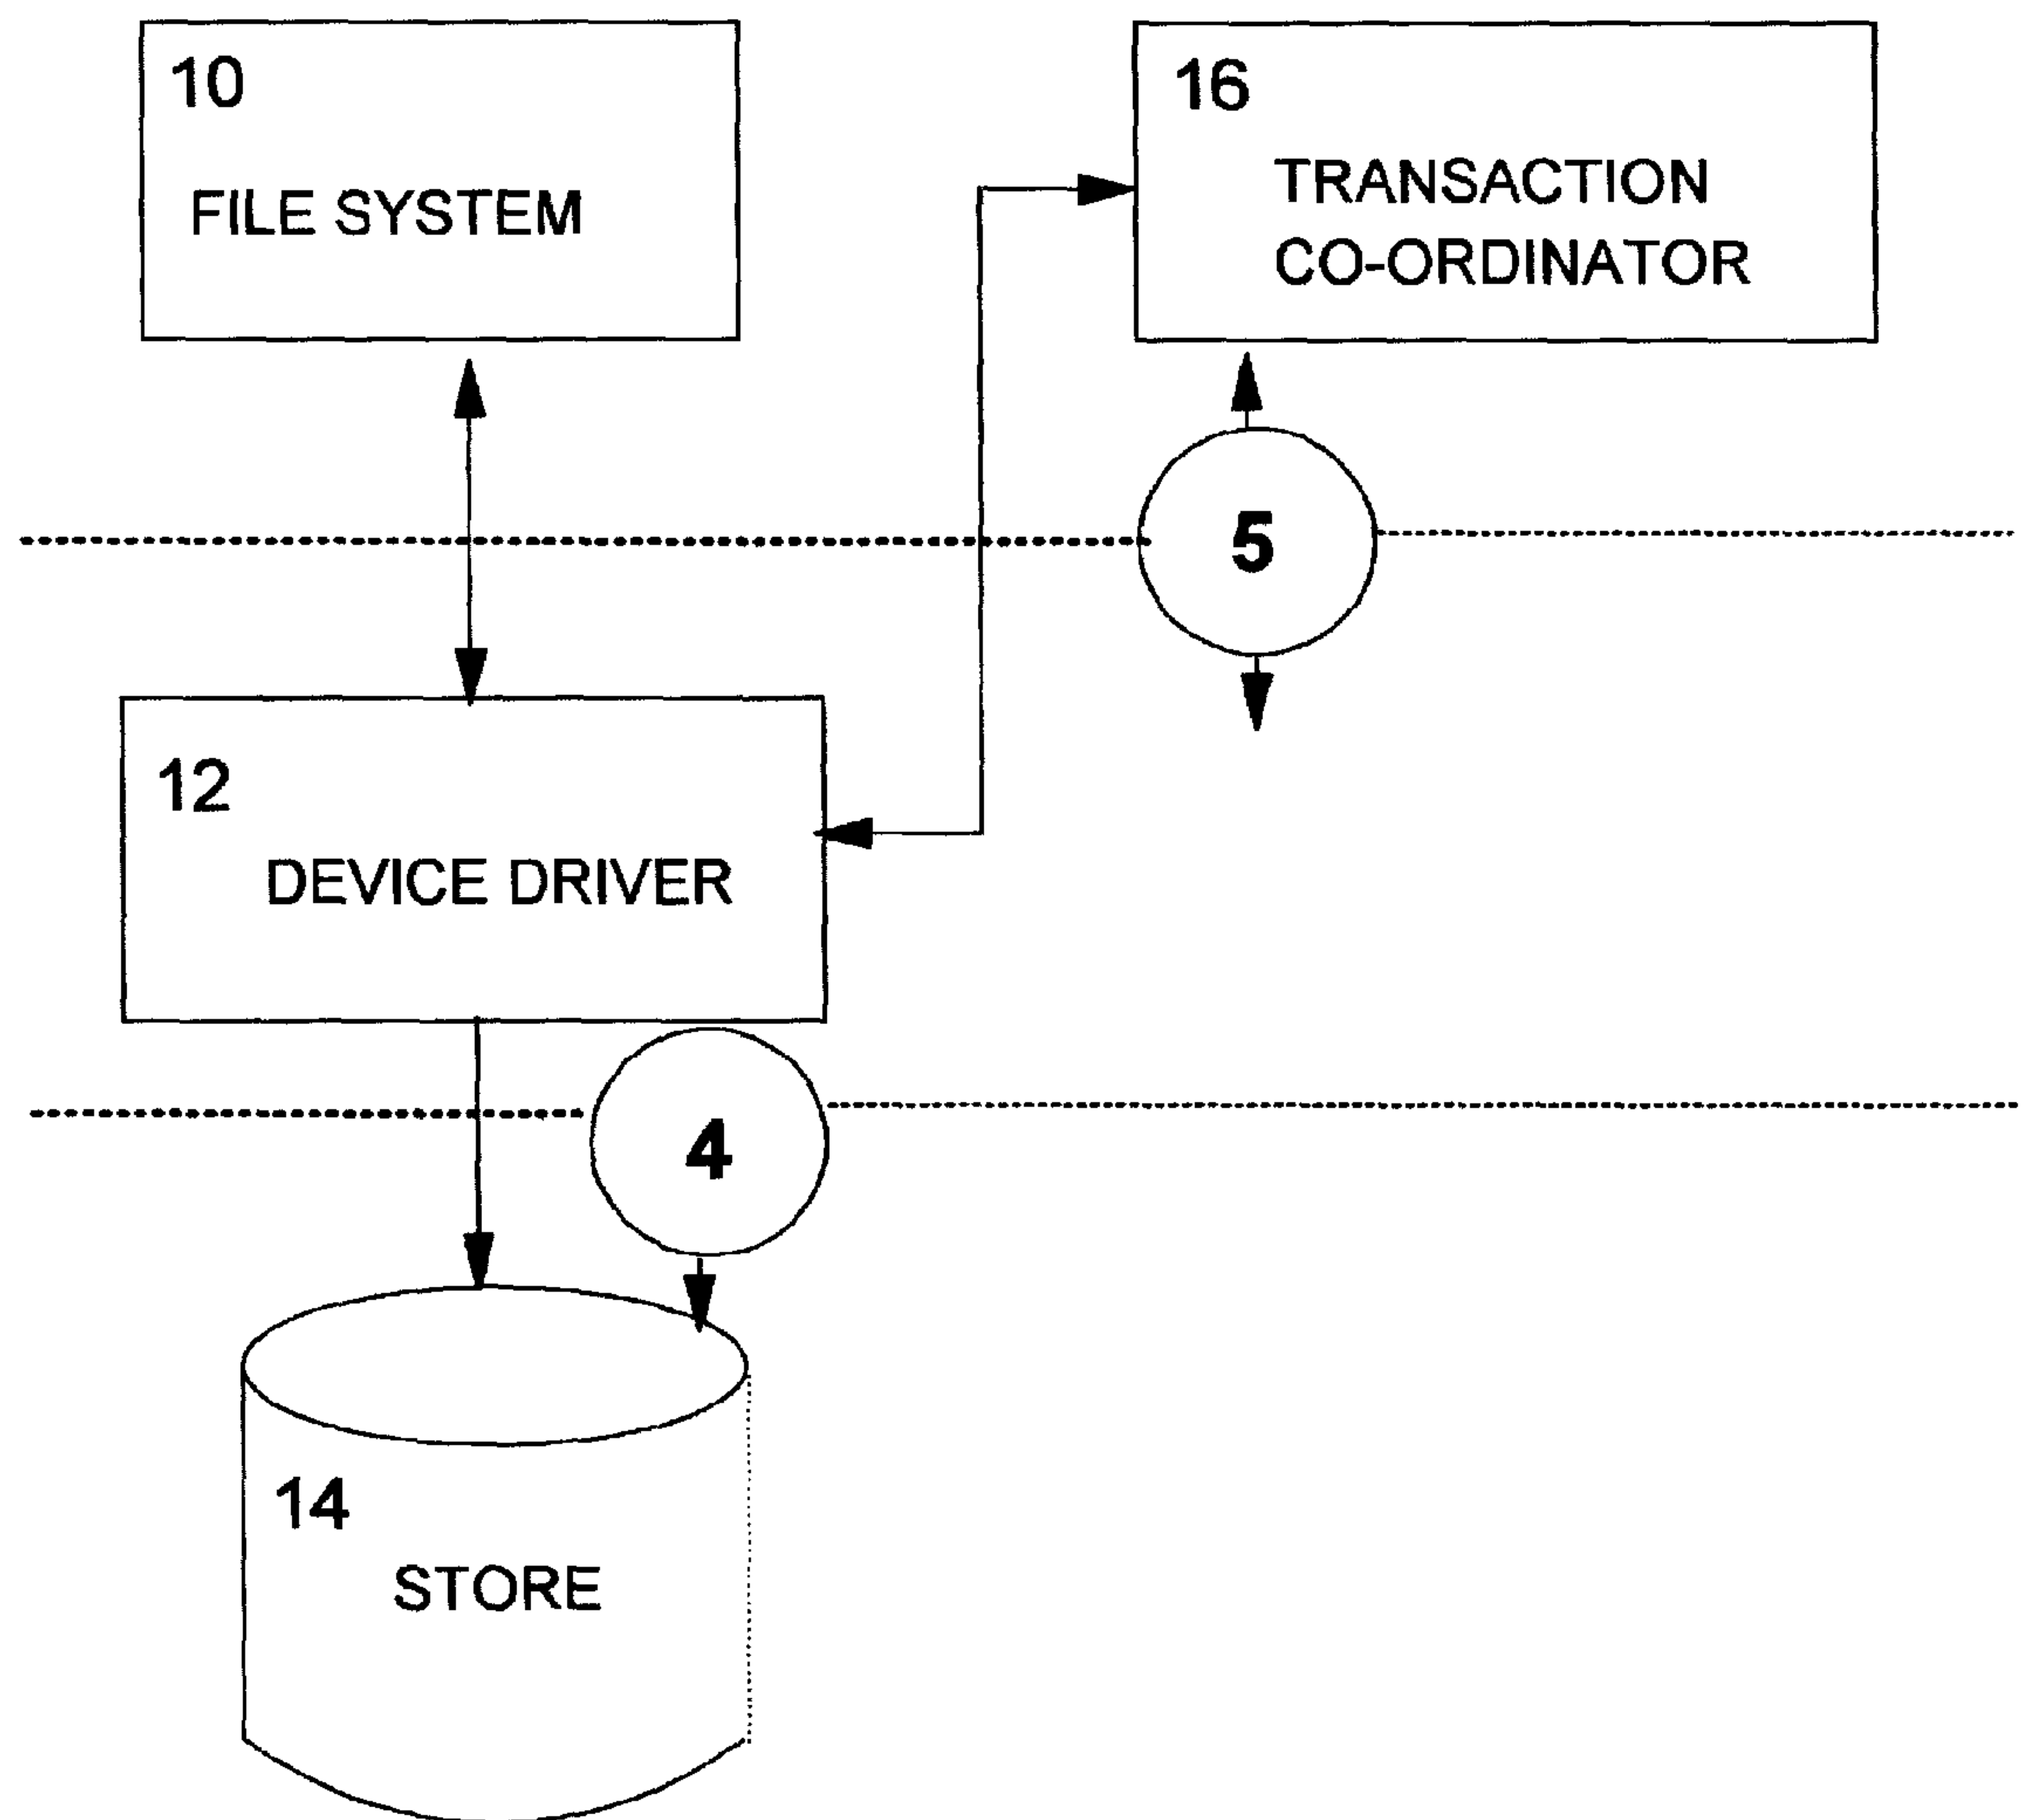 10
FILE SYSTEM
16
TRANSACTION
CO-ORDINATOR
5
12
DEVICE DRIVER
4
14
STORE